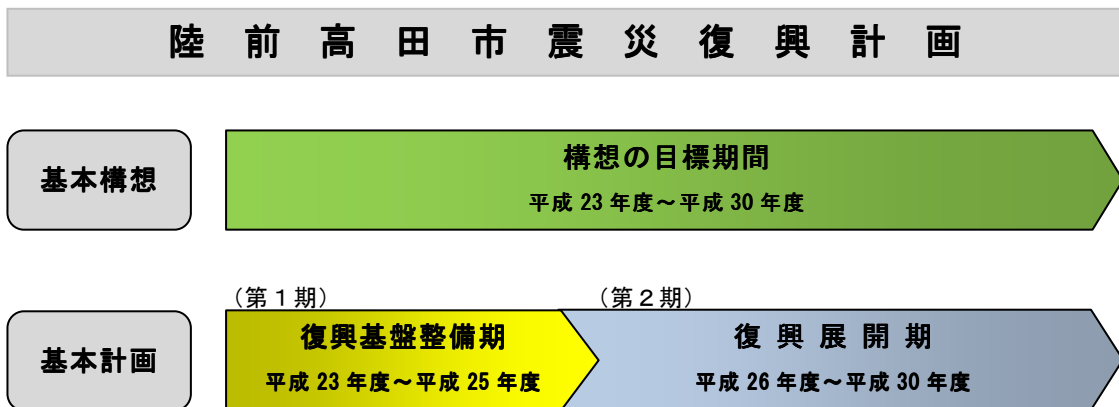 陸前高田市震災復興計画
基本構想
構想の目標期間
平成 23 年度～平成 30 年度
（第１期）
（第２期）
基本計画
復興基盤整備期
平成 23 年度～平成 25 年度
復興展開期
平成 26 年度～平成 30 年度